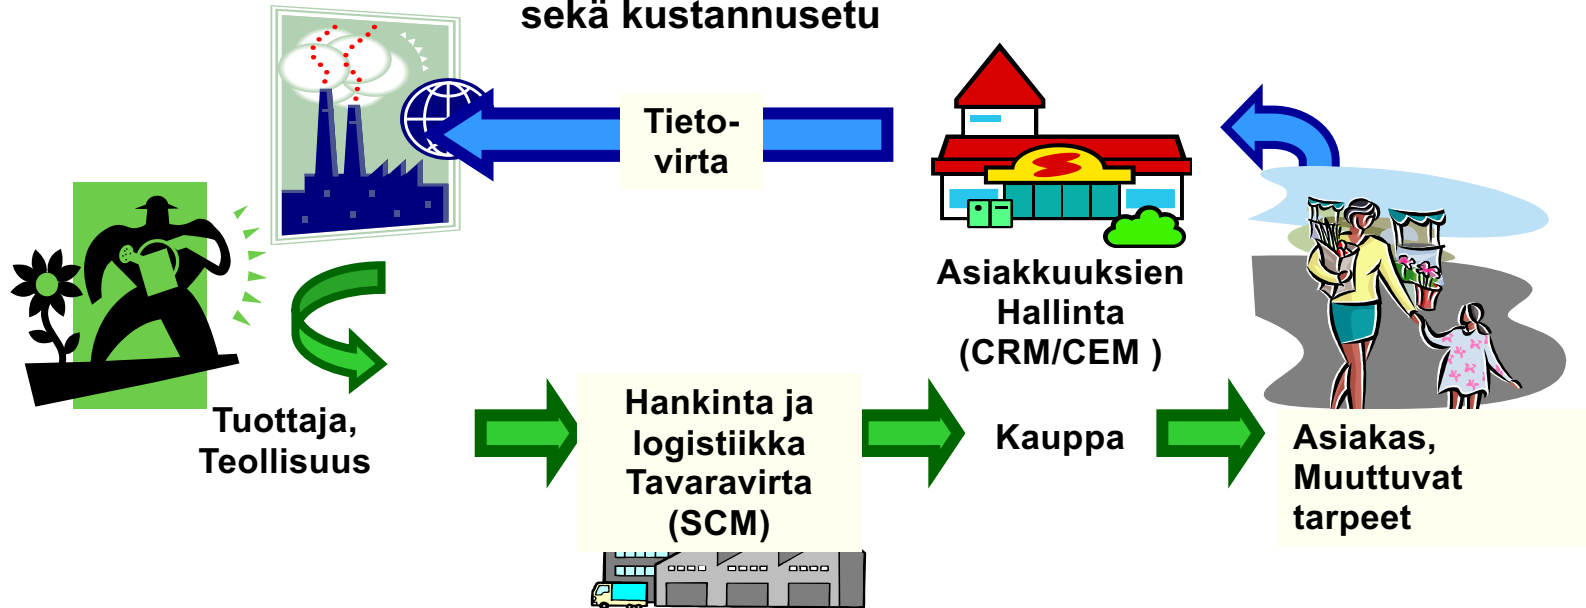 sekä kustannusetu
Tieto-
virta
Asiakkuuksien
Hallinta
(CRM/CEM )
Tuottaja,
Teollisuus
Hankinta ja
logistiikka
Tavaravirta
(SCM)
Kauppa
Asiakas,
Muuttuvat
tarpeet